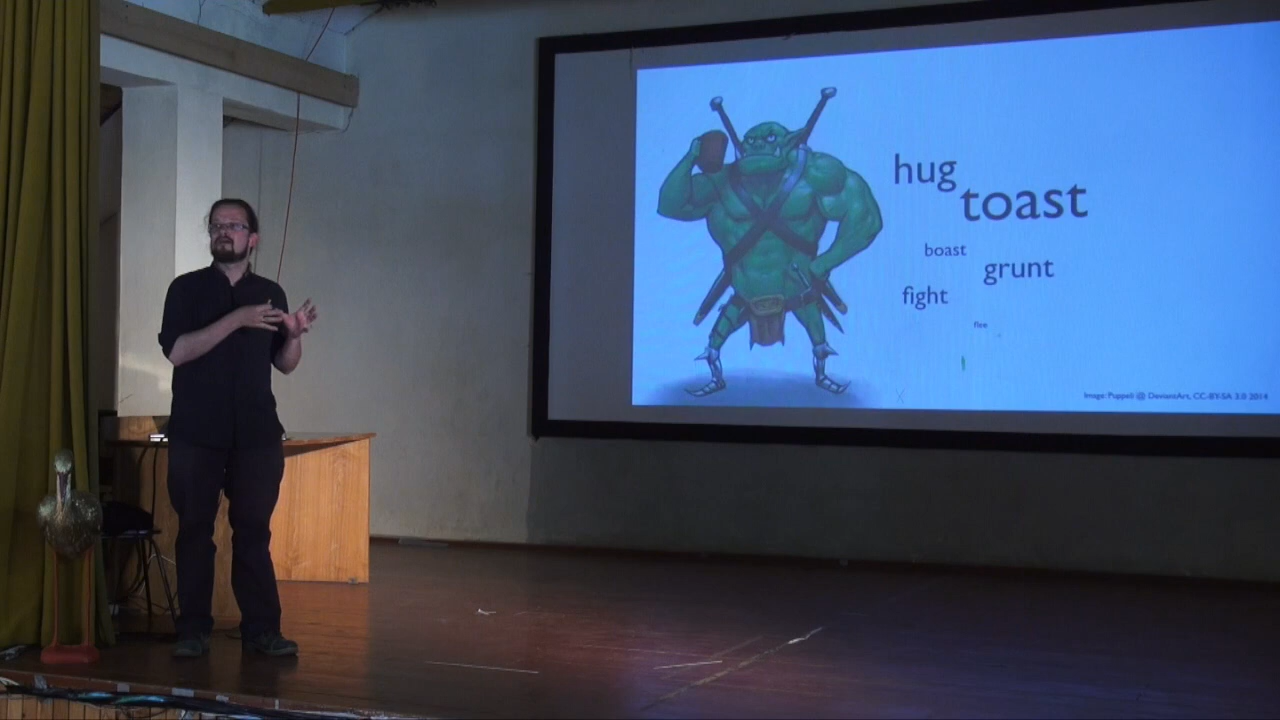 hug
toast
boast
grunt
fight
flee
Image: Puppeli @ DeviantArt, CC-BY-SA 3.0 2014